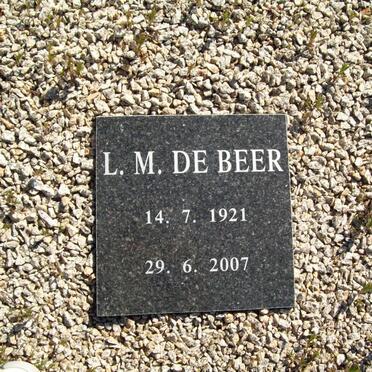 L. M. DE BEER
14. 7. 1921
29. 6. 2007